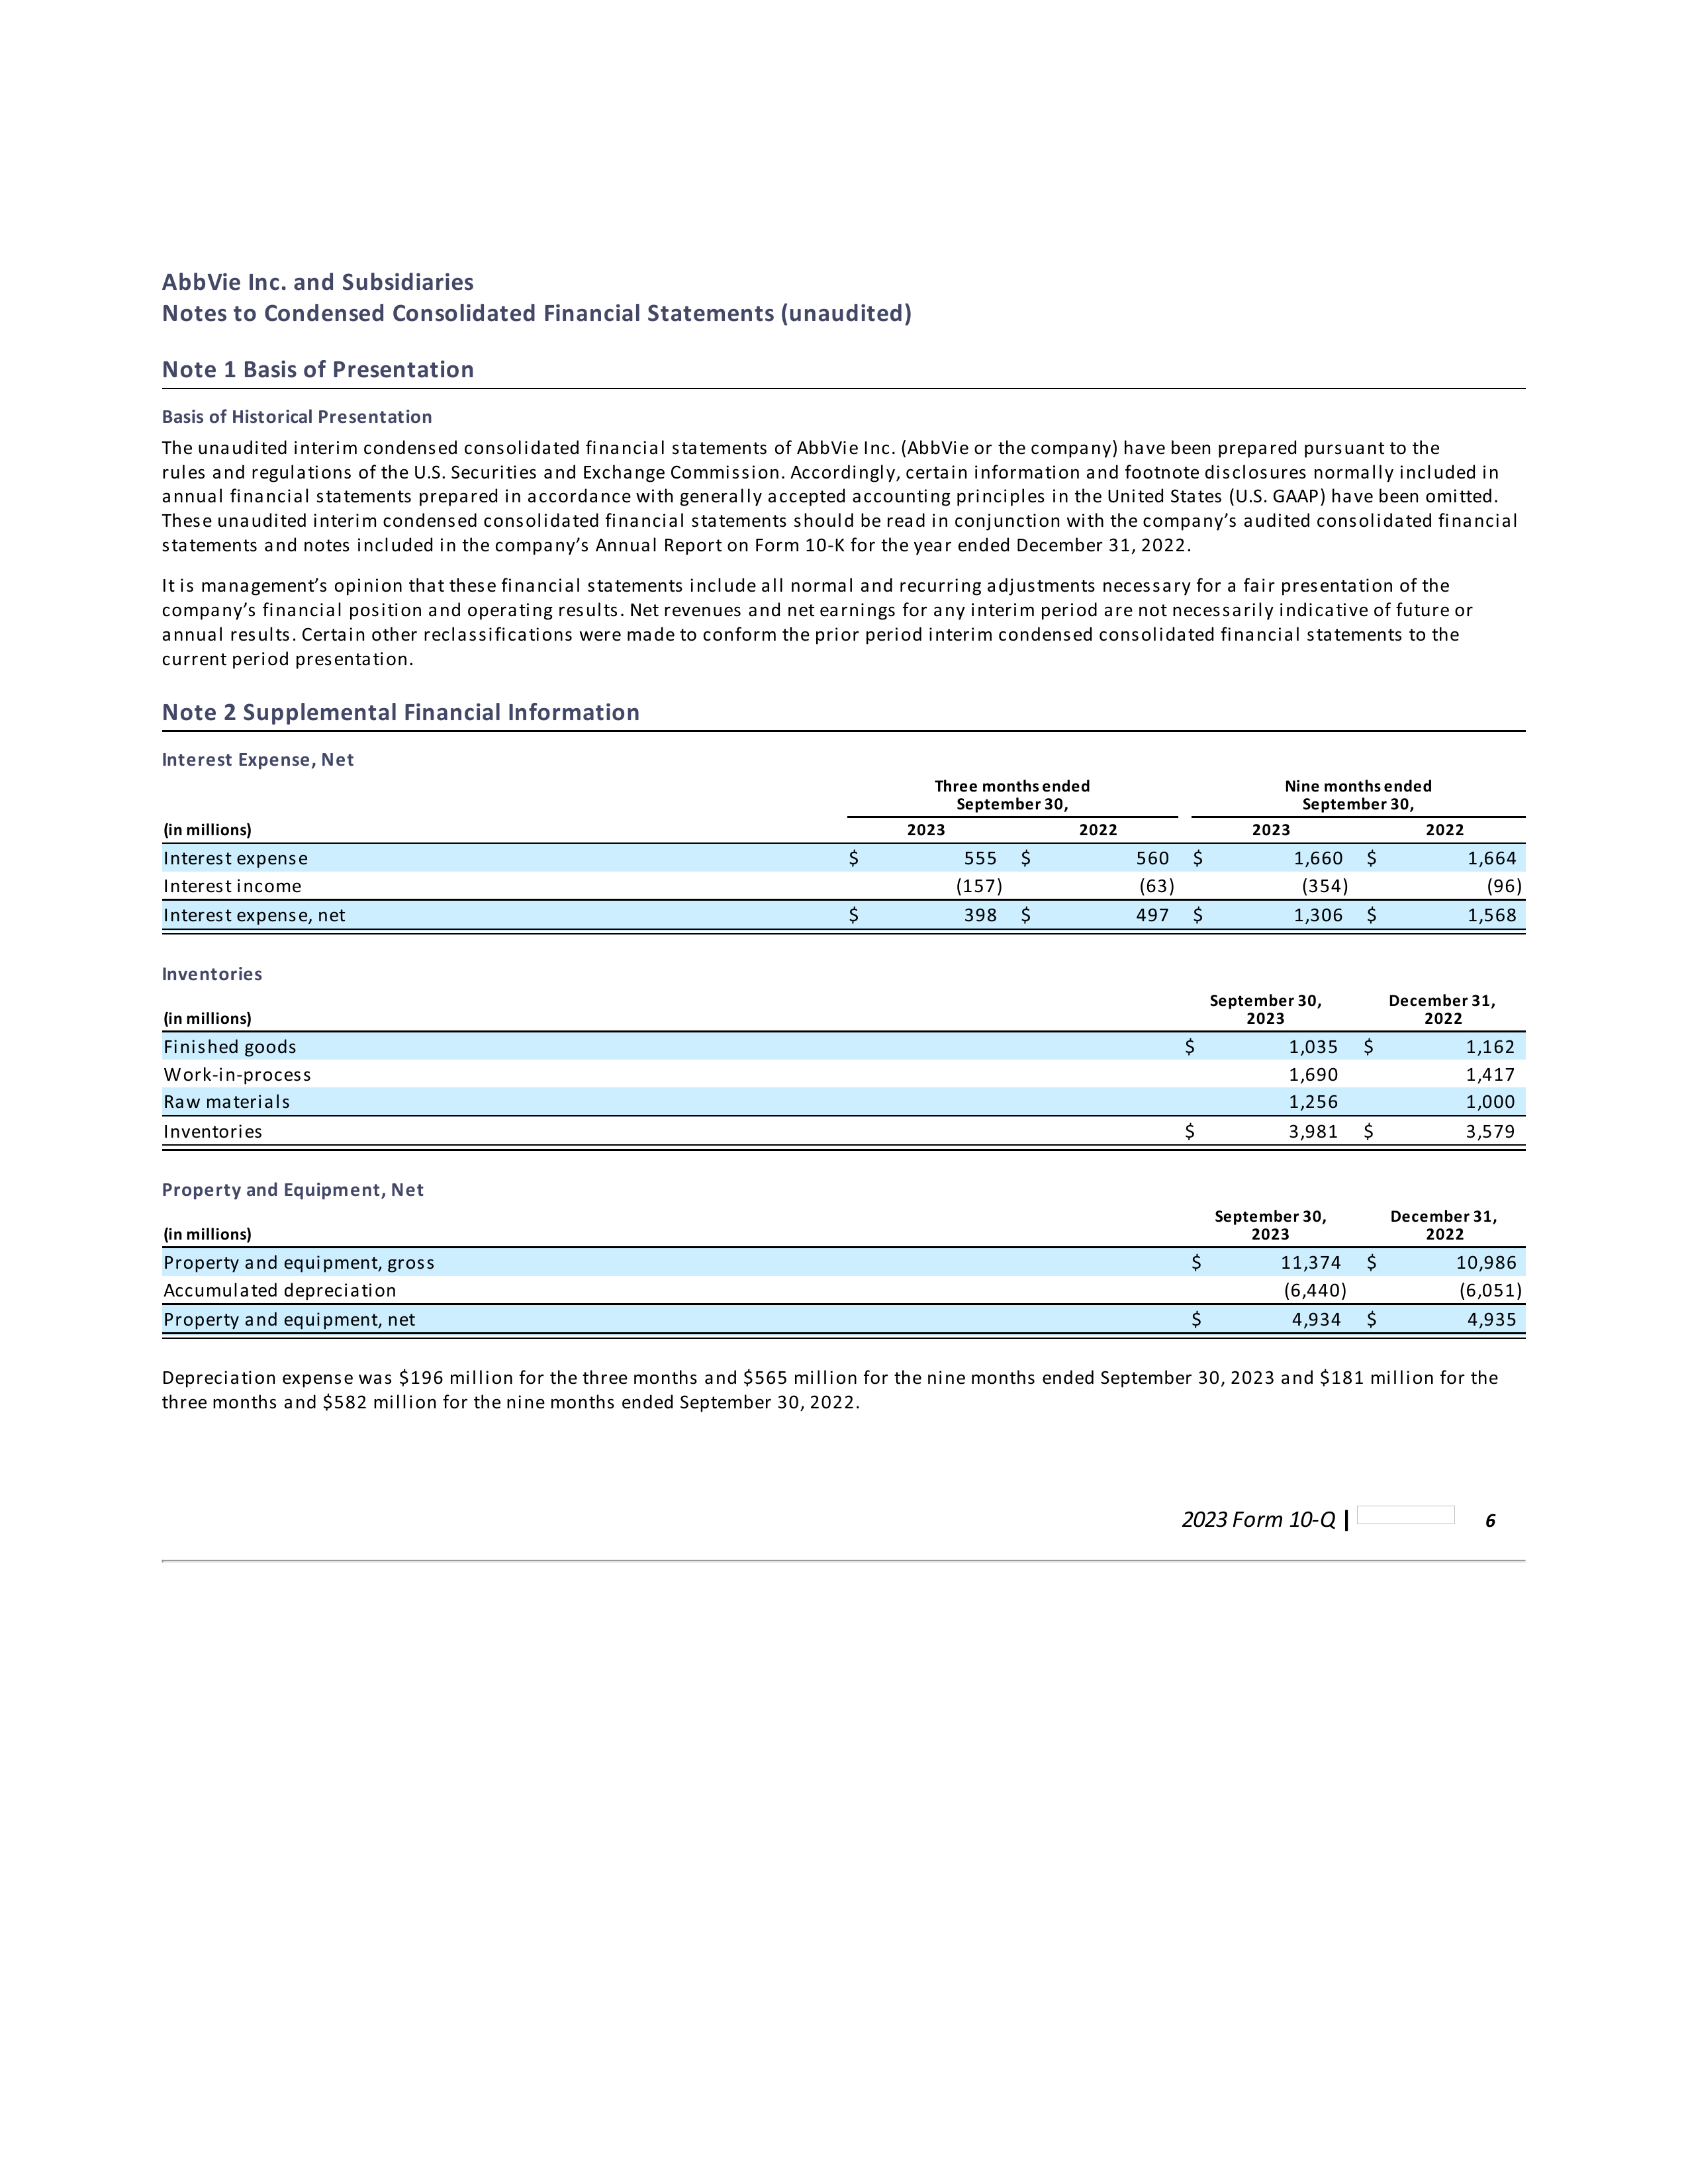 AbbVie Inc. and Subsidiaries
Notes to Condensed Consolidated Financial Statements (unaudited)
Note 1 Basis of Presentation
Basis of Historical Presentation
The unaudited interim condensed consolidated financial statements of AbbVie Inc. (AbbVie or the company) have been prepared pursuant to the
rules and regulations of the U.S. Securities and Exchange Commission. Accordingly, certain information and footnote disclosures normally included in
annual financial statements prepared in accordance with generally accepted accounting principles in the United States (U.S. GAAP) have been omitted.
These unaudited interim condensed consolidated financial statements should be read in conjunction with the company’s audited consolidated financial
statements and notes included in the company’s Annual Report on Form 10-K for the year ended December 31, 2022.
It is management’s opinion that these financial statements include all normal and recurring adjustments necessary for a fair presentation of the
company’s financial position and operating results. Net revenues and net earnings for any interim period are not necessarily indicative of future or
annual results. Certain other reclassifications were made to conform the prior period interim condensed consolidated financial statements to the
current period presentation.
Note 2 Supplemental Financial Information
Interest Expense, Net
Three months ended Nine months ended
September 30, September 30,
(in millions) 2023 2022 2023 2022
Interest expense $ 555 $ 560 $ 1,660 $ 1,664
Interest income (157) (63) (354) (96)
Interest expense, net $ 398 $ 497 $ 1,306 $ 1,568
Inventories
September 30, December 31,
(in millions) 2023 2022
Finished goods $ 1,035 $ 1,162
Work-in-process 1,690 1,417
Raw materials 1,256 1,000
Inventories $ 3,981 $ 3,579
Property and Equipment, Net
September 30, December 31,
(in millions) 2023 2022
Property and equipment, gross $ 11,374 $ 10,986
Accumulated depreciation (6,440) (6,051)
Property and equipment, net $ 4,934 $ 4,935
Depreciation expense was $196 million for the three months and $565 million for the nine months ended September 30, 2023 and $181 million for the
three months and $582 million for the nine months ended September 30, 2022.
2023 Form 10-Q | 6